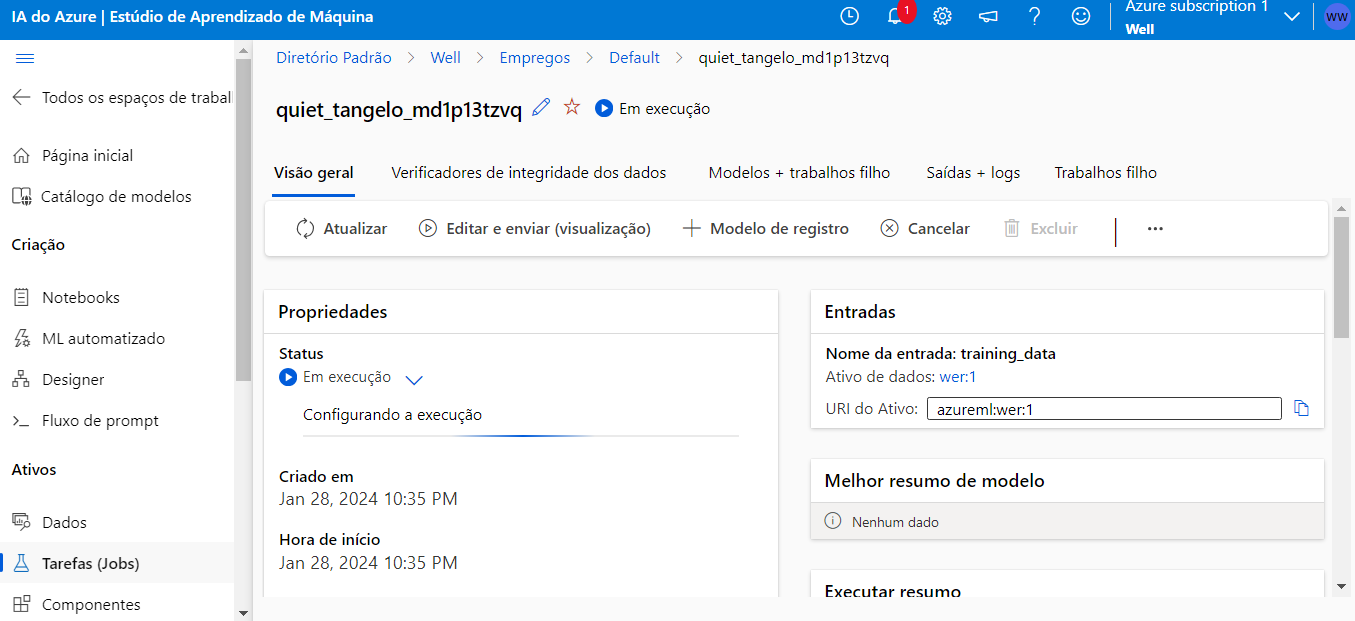 IA do Azure | Estúdio de Aprendizado de Máquina
1
Azure subscription 1
Well
WW
Todos os espaços de trabal
Página inicial
Catálogo de modelos
Criação
Notebooks
ML automatizado
Designer
Fluxo de prompt
Ativos
Dados
Tarefas (Jobs)
Componentes
Diretório Padrão > Well > Empregos > Default > quiet_tangelo_md1p13tzvq
quiet_tangelo_md1p13tzvq Em execução
Visão geral Verificadores de integridade dos dados Modelos + trabalhos filho Saídas + logs Trabalhos filho
Atualizar Editar e enviar (visualização) Modelo de registro Cancelar Excluir ...
Propriedades
Status
Em execução
Configurando a execução
Criado em
Jan 28, 2024 10:35 PM
Hora de início
Jan 28, 2024 10:35 PM
Entradas
Nome da entrada: training_data
Ativo de dados: wer:1
URI do Ativo: azureml:wer:1
Melhor resumo de modelo
Nenhum dado
Executar resumo